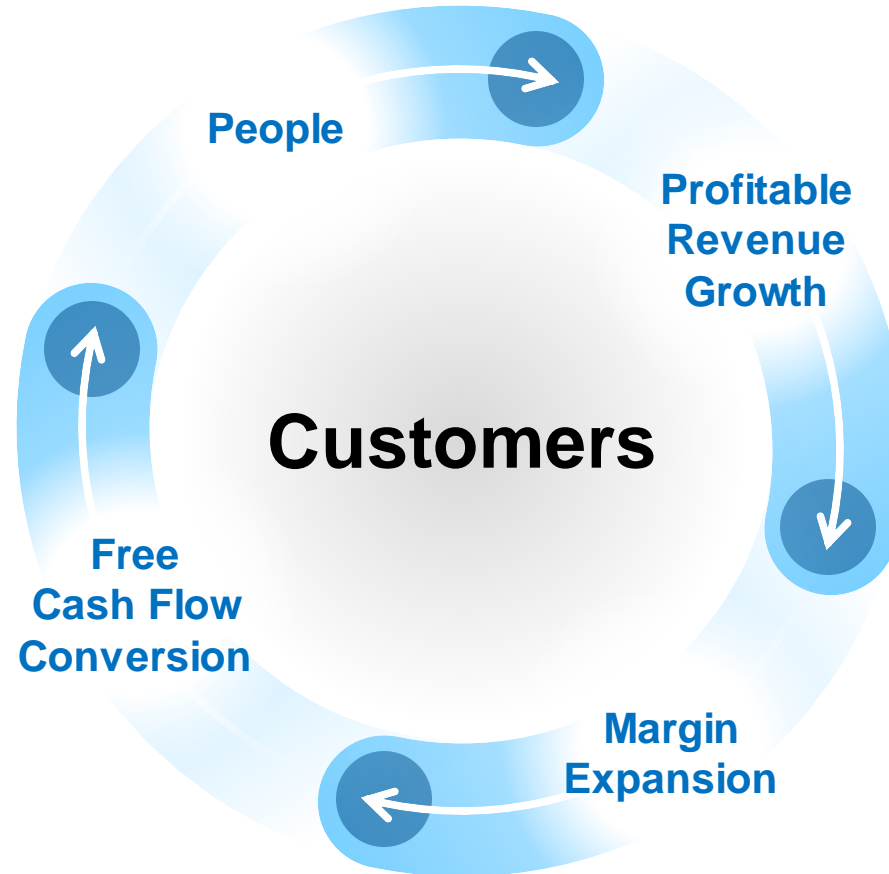 People
Profitable
Revenue
Growth
Customers
Free
Cash Flow
Conversion
Margin
Expansion